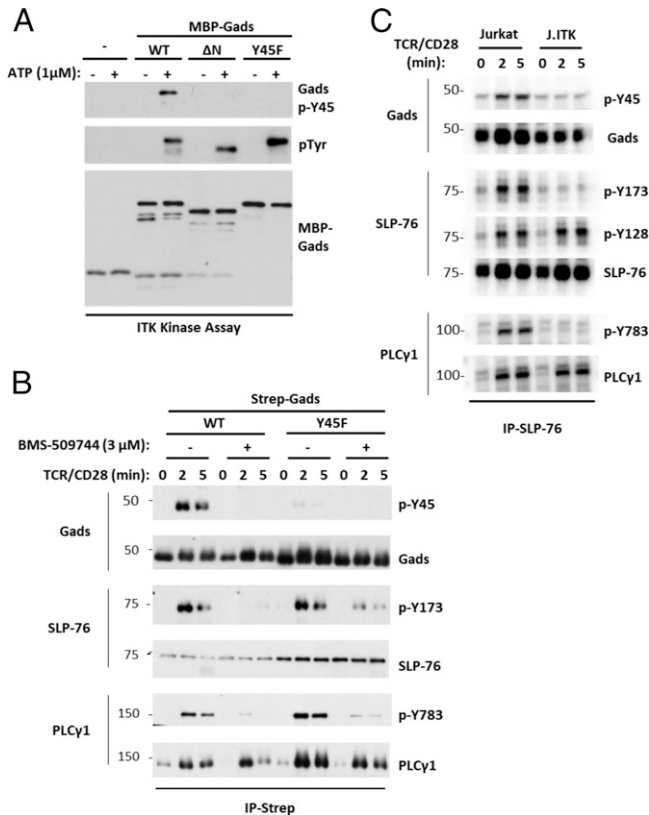 A
MBP-Gads
- WT ΔN Y45F
ATP (1μM): - + - + - + - +
Gads
p-Y45
pTyr
MBP-
Gads
ITK Kinase Assay
B
Strep-Gads
WT Y45F
BMS-509744 (3 μM): - + - +
TCR/CD28 (min): 0 2 5 0 2 5 0 2 5 0 2 5
Gads
50 p-Y45
50 Gads
SLP-76
75 p-Y173
75 SLP-76
PLCγ1
150 p-Y783
150 PLCγ1
IP-Strep
C
Jurkat J.ITK
TCR/CD28
(min): 0 2 5 0 2 5
Gads
50- p-Y45
50- Gads
SLP-76
75- p-Y173
75- p-Y128
75- SLP-76
PLCγ1
100- p-Y783
100- PLCγ1
IP-SLP-76